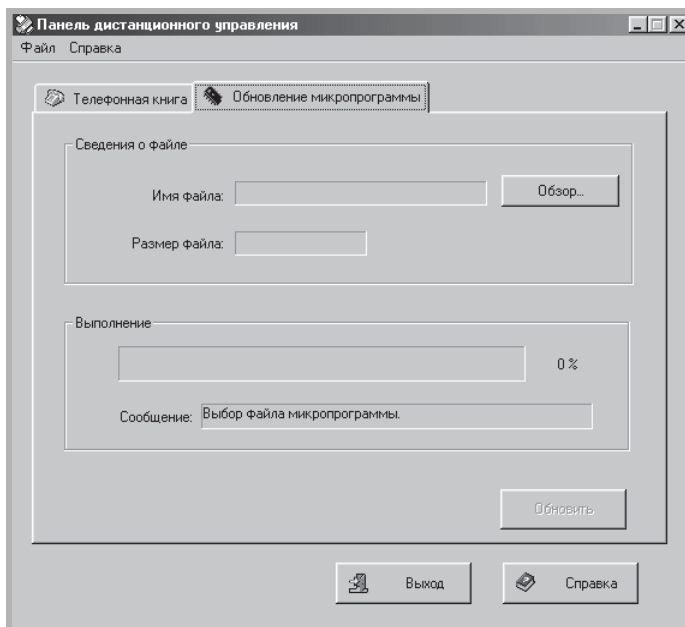 Панель дистанционного управления
Файл Справка
Телефонная книга Обновление микропрограммы
Сведения о файле
Имя файла: Обзор...
Размер файла:
Выполнение
0 %
Сообщение: Выбор файла микропрограммы.
Обновить
Выход Справка